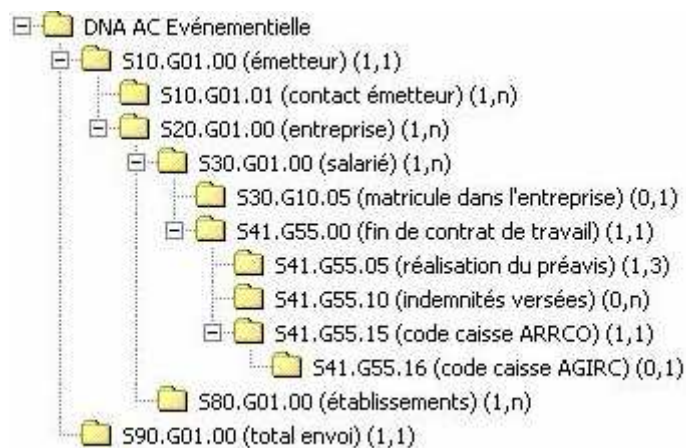 DNA AC Evénementielle
S10.G01.00 (émetteur) (1,1)
S10.G01.01 (contact émetteur) (1,n)
S20.G01.00 (entreprise) (1,n)
S30.G01.00 (salarié) (1,n)
S30.G10.05 (matricule dans l'entreprise) (0,1)
S41.G55.00 (fin de contrat de travail) (1,1)
S41.G55.05 (réalisation du préavis) (1,3)
S41.G55.10 (indemnités versées) (0,n)
S41.G55.15 (code caisse ARRCO) (1,1)
S41.G55.16 (code caisse AGIRC) (0,1)
S80.G01.00 (établissements) (1,n)
S90.G01.00 (total envoi) (1,1)